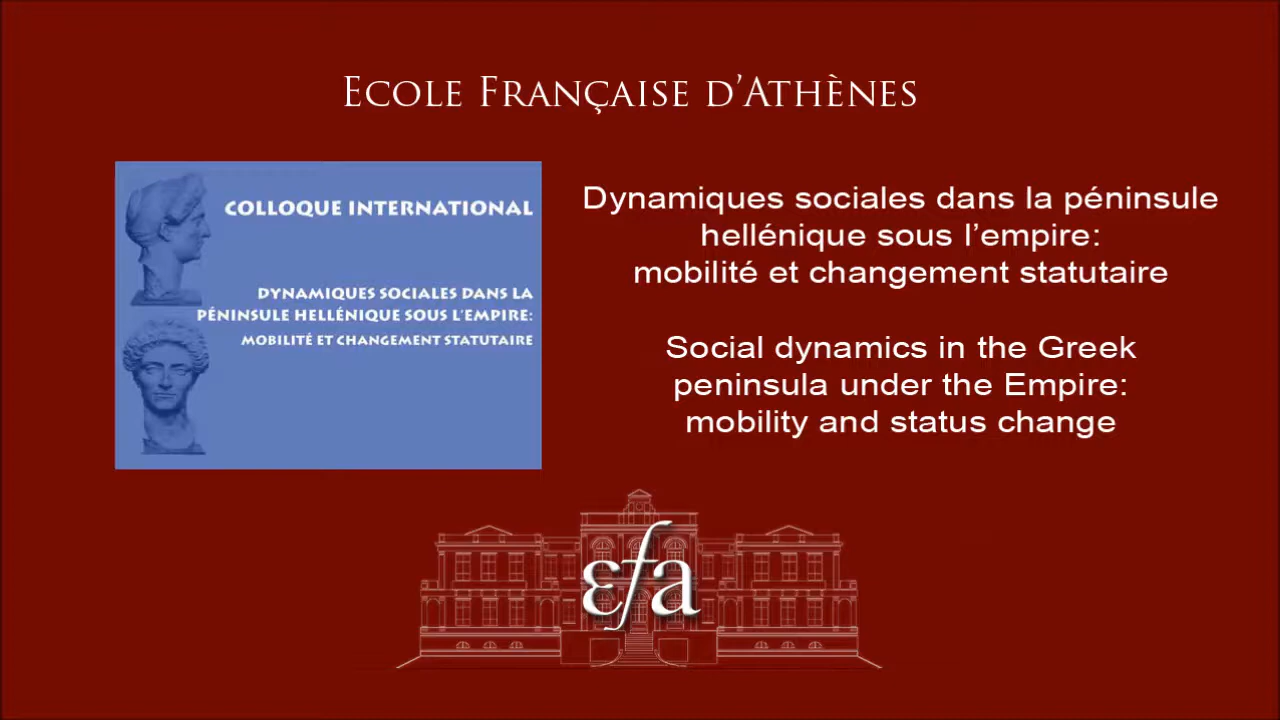 ECOLE FRANÇAISE D’ATHÈNES
COLLOQUE INTERNATIONAL
DYNAMIQUES SOCIALES DANS LA
PÉNINSULE HELLÉNIQUE SOUS L'EMPIRE:
MOBILITÉ ET CHANGEMENT STATUTAIRE
Dynamiques sociales dans la péninsule
hellénique sous l’empire:
mobilité et changement statutaire
Social dynamics in the Greek
peninsula under the Empire:
mobility and status change
εfa